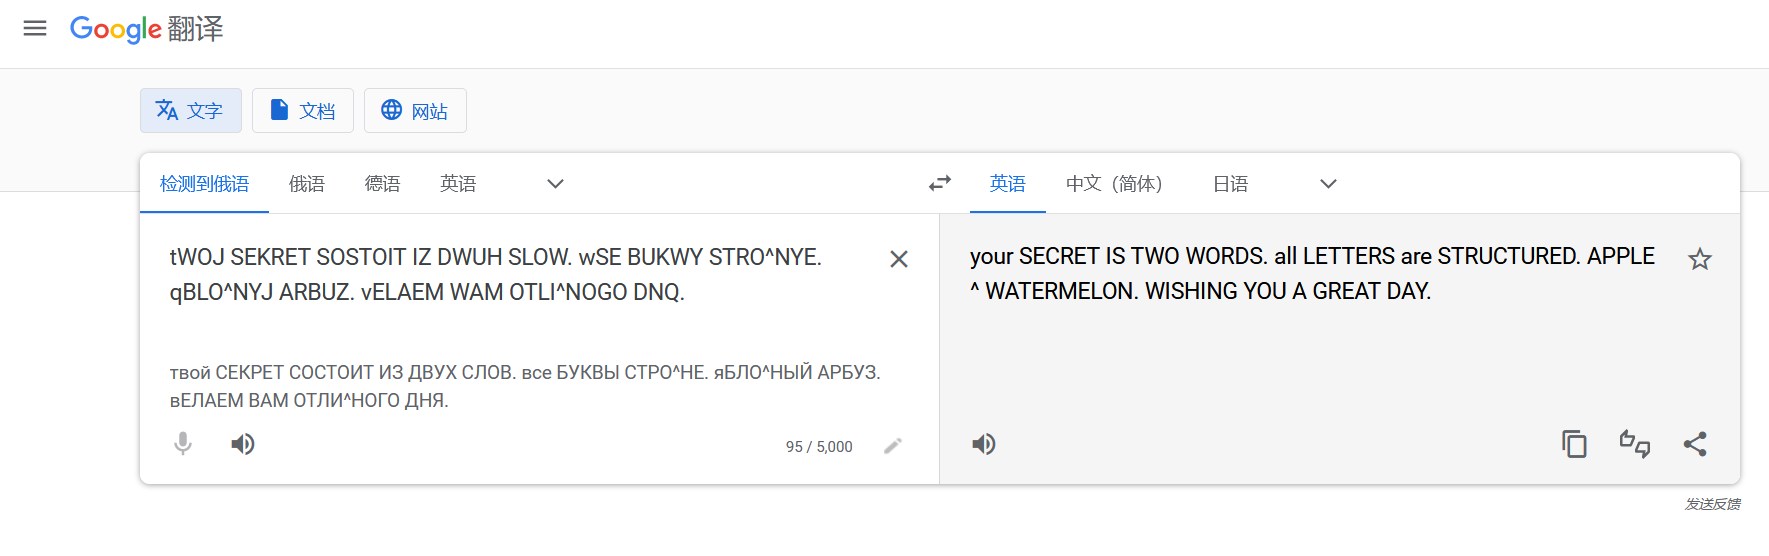 Google 翻译
文字 文档 网站
检测到俄语 俄语 德语 英语 英语 中文（简体） 日语
tWOJ SEKRET SOSTOIT IZ DWUH SLOW. wSE BUKWY STRO^NYE.
qBLO^NYJ ARBUZ. vELAEM WAM OTLI^NOGO DNQ.
твой СЕКРЕТ СОСТОИТ ИЗ ДВУХ СЛОВ. все БУКВЫ СТРО^НЕ. яБЛО^НЫЙ АРБУЗ.
вЕЛАЕМ ВАМ ОТЛИ^НОГО ДНЯ.
95 / 5,000
your SECRET IS TWO WORDS. all LETTERS are STRUCTURED. APPLE
^ WATERMELON. WISHING YOU A GREAT DAY.
发送反馈